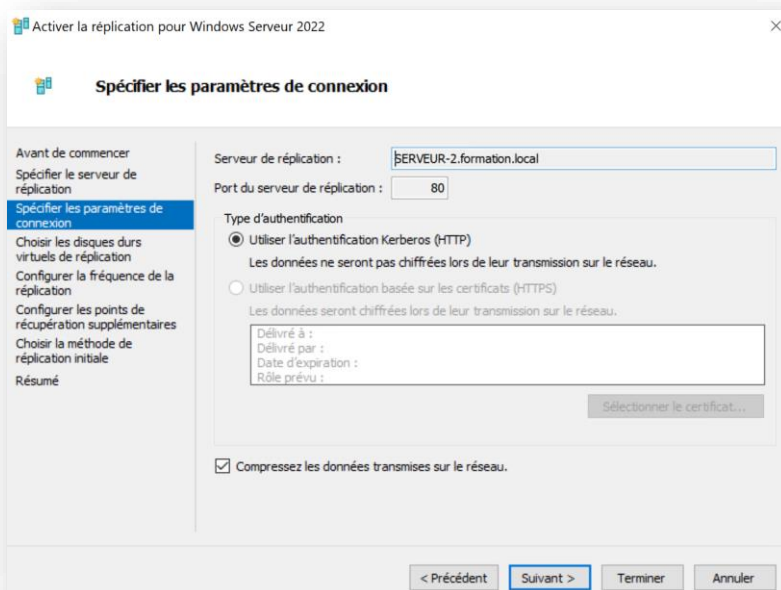 Activer la réplication pour Windows Serveur 2022
Spécifier les paramètres de connexion
Avant de commencer
Spécifier le serveur de
réplication
Spécifier les paramètres de
connexion
Choisir les disques durs
virtuels de réplication
Configurer la fréquence de la
réplication
Configurer les points de
récupération supplémentaires
Choisir la méthode de
réplication initiale
Résumé
Serveur de réplication :
SERVEUR-2.formation.local
Port du serveur de réplication :
80
Type d'authentification
Utiliser l'authentification Kerberos (HTTP)
Les données ne seront pas chiffrées lors de leur transmission sur le réseau.
Utiliser l'authentification basée sur les certificats (HTTPS)
Les données seront chiffrées lors de leur transmission sur le réseau.
Délivré à :
Délivré par :
Date d'expiration :
Rôle prévu :
Sélectionner le certificat...
Compressez les données transmises sur le réseau.
< Précédent
Suivant >
Terminer
Annuler